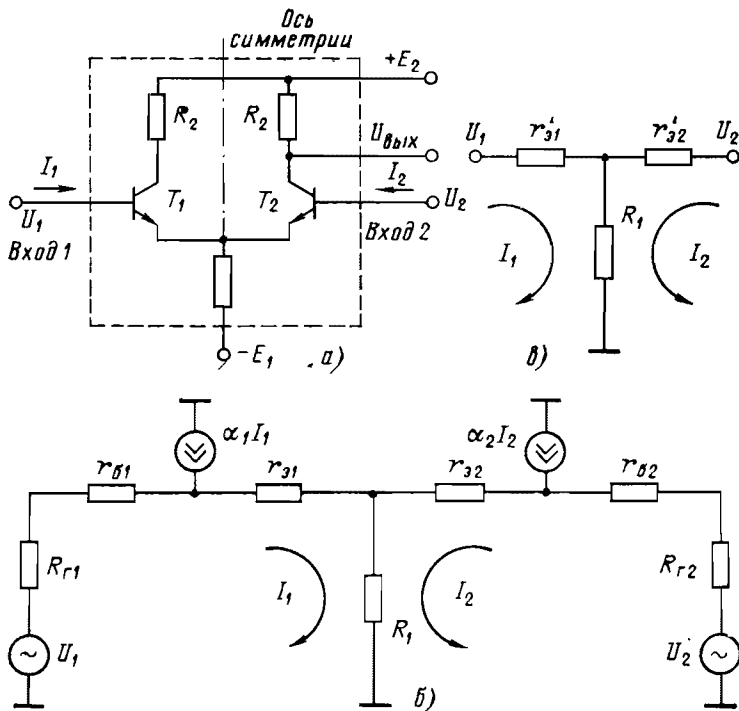 Ось
симметрии
+E₂
R₂
R₂
Uвых
I₁
I₂
T₁
T₂
U₁
U₂
Вход 1
Вход 2
−E₁
а)
U₁
r'э1
r'э2
U₂
R₁
I₁
I₂
в)
α₁I₁
α₂I₂
rб1
rэ1
rэ2
rб2
Rг1
I₁
R₁
I₂
Rг2
U₁
U₂
б)